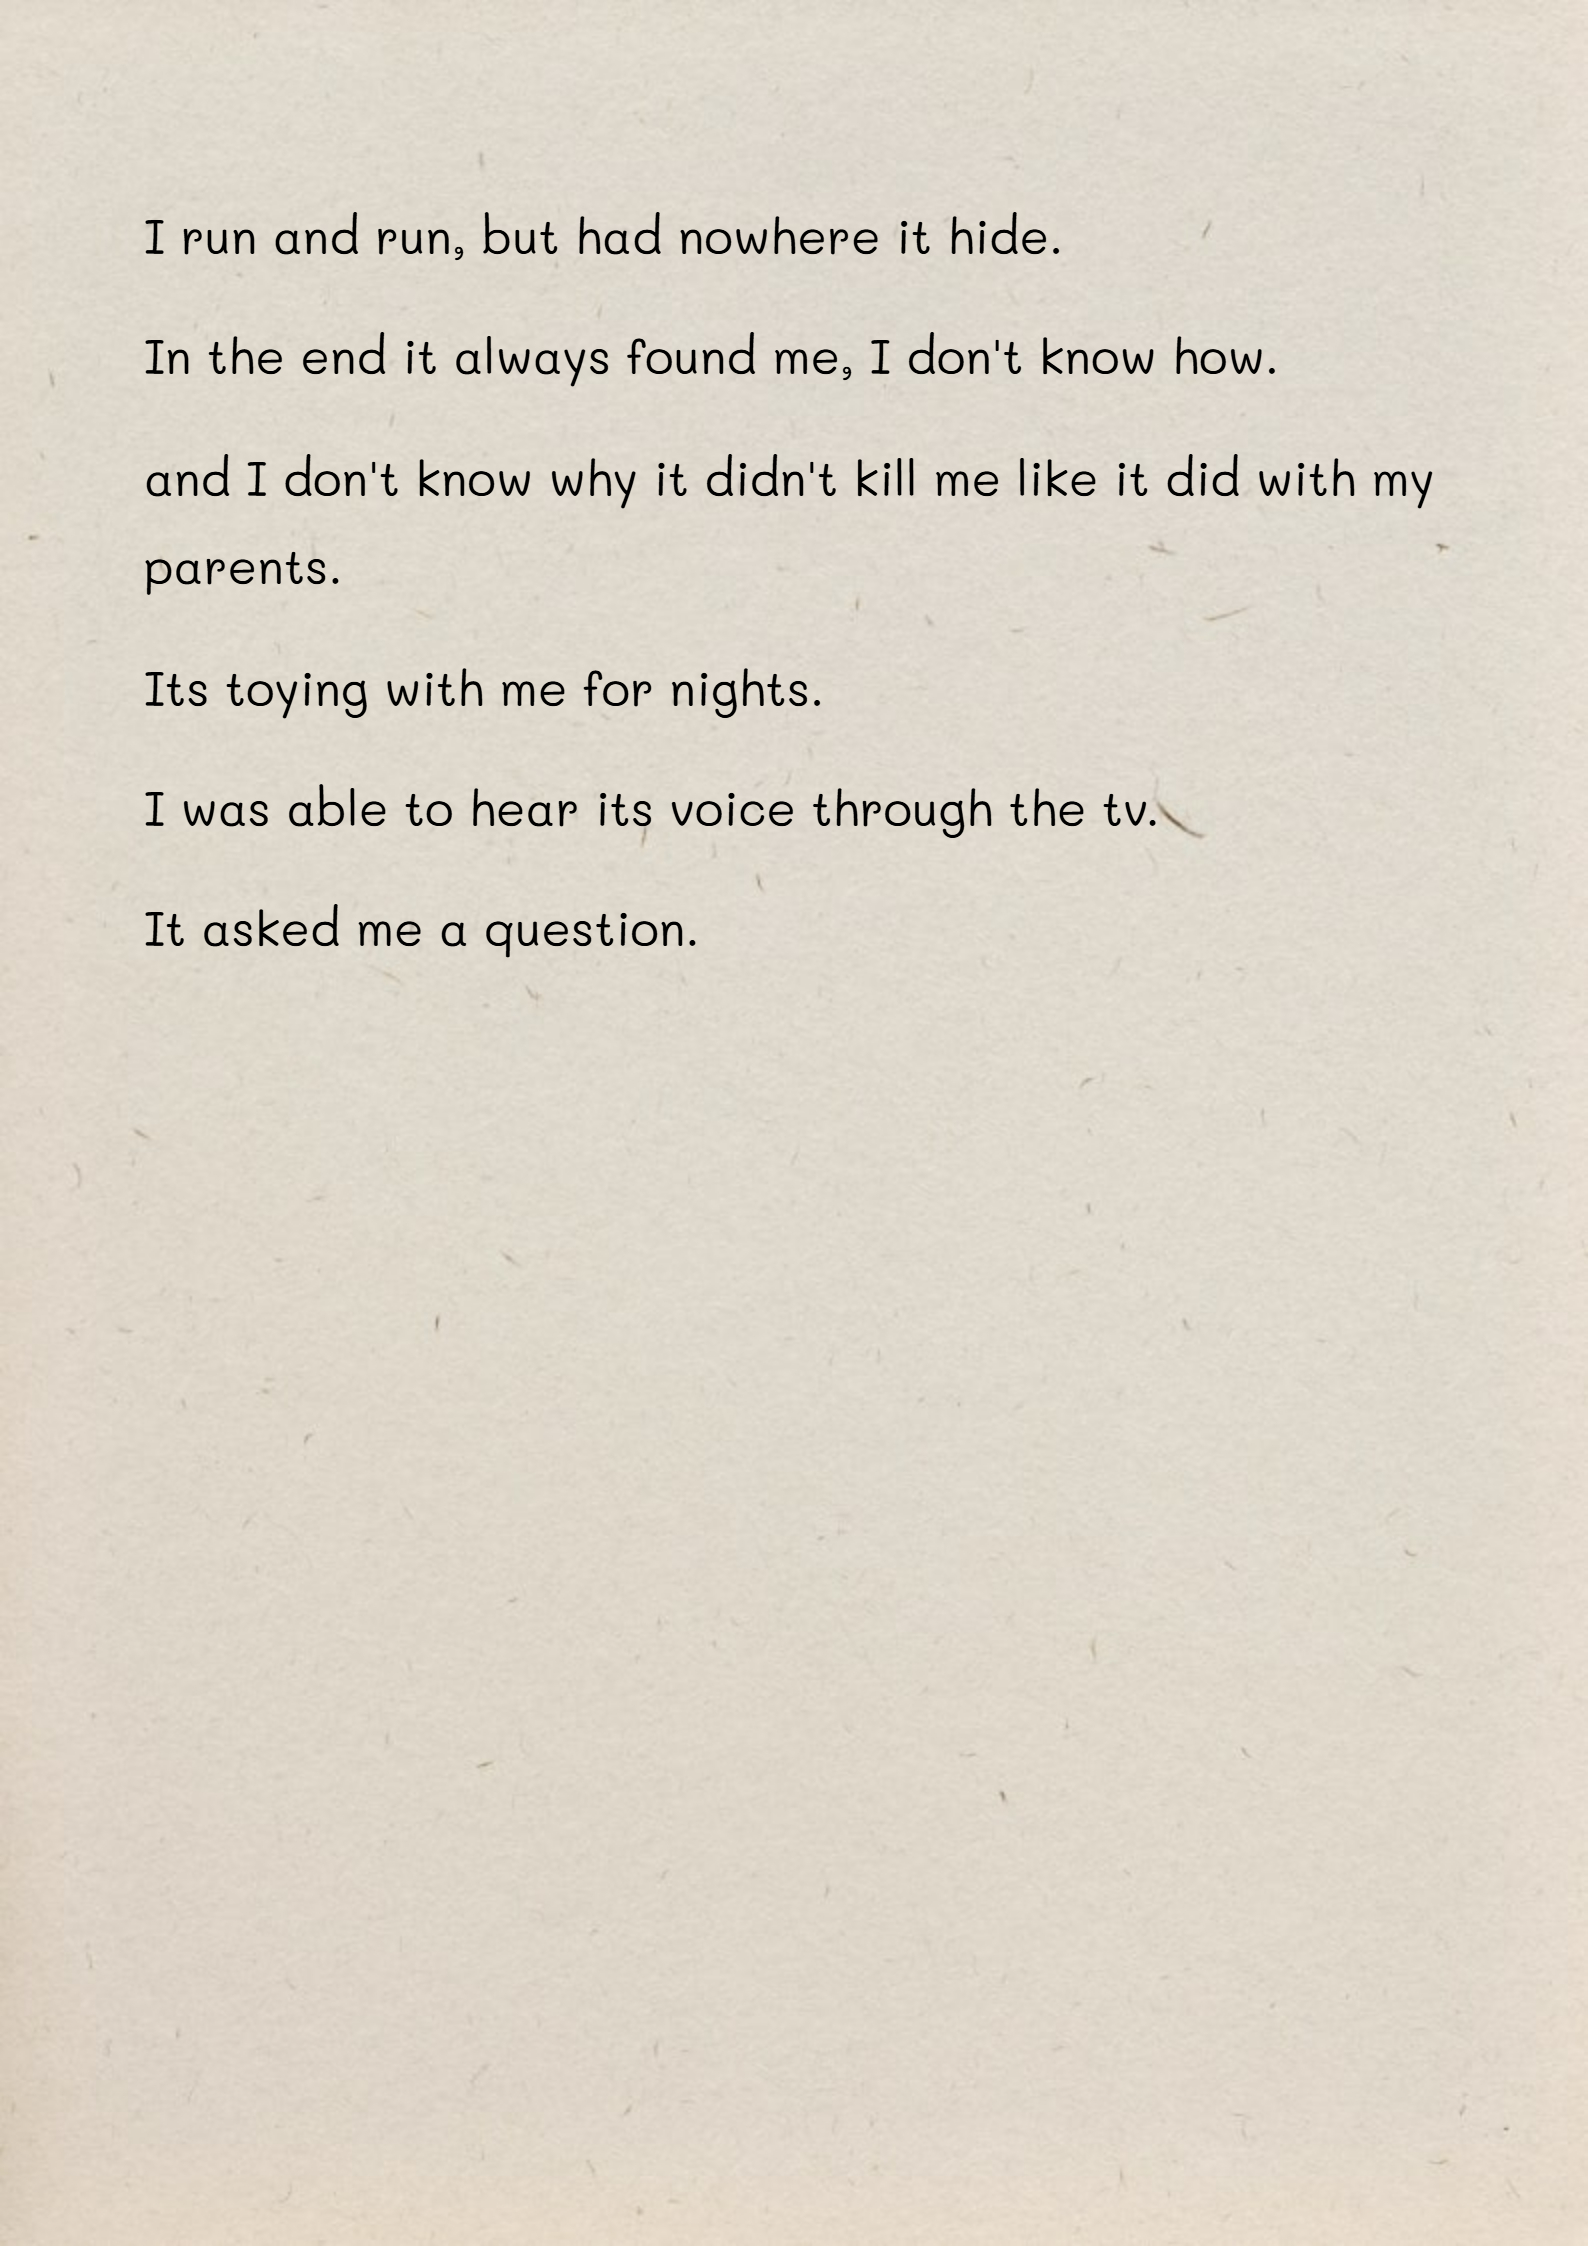 I run and run, but had nowhere it hide.
In the end it always found me, I don't know how.
and I don't know why it didn't kill me like it did with my
parents.
Its toying with me for nights.
I was able to hear its voice through the tv.
It asked me a question.